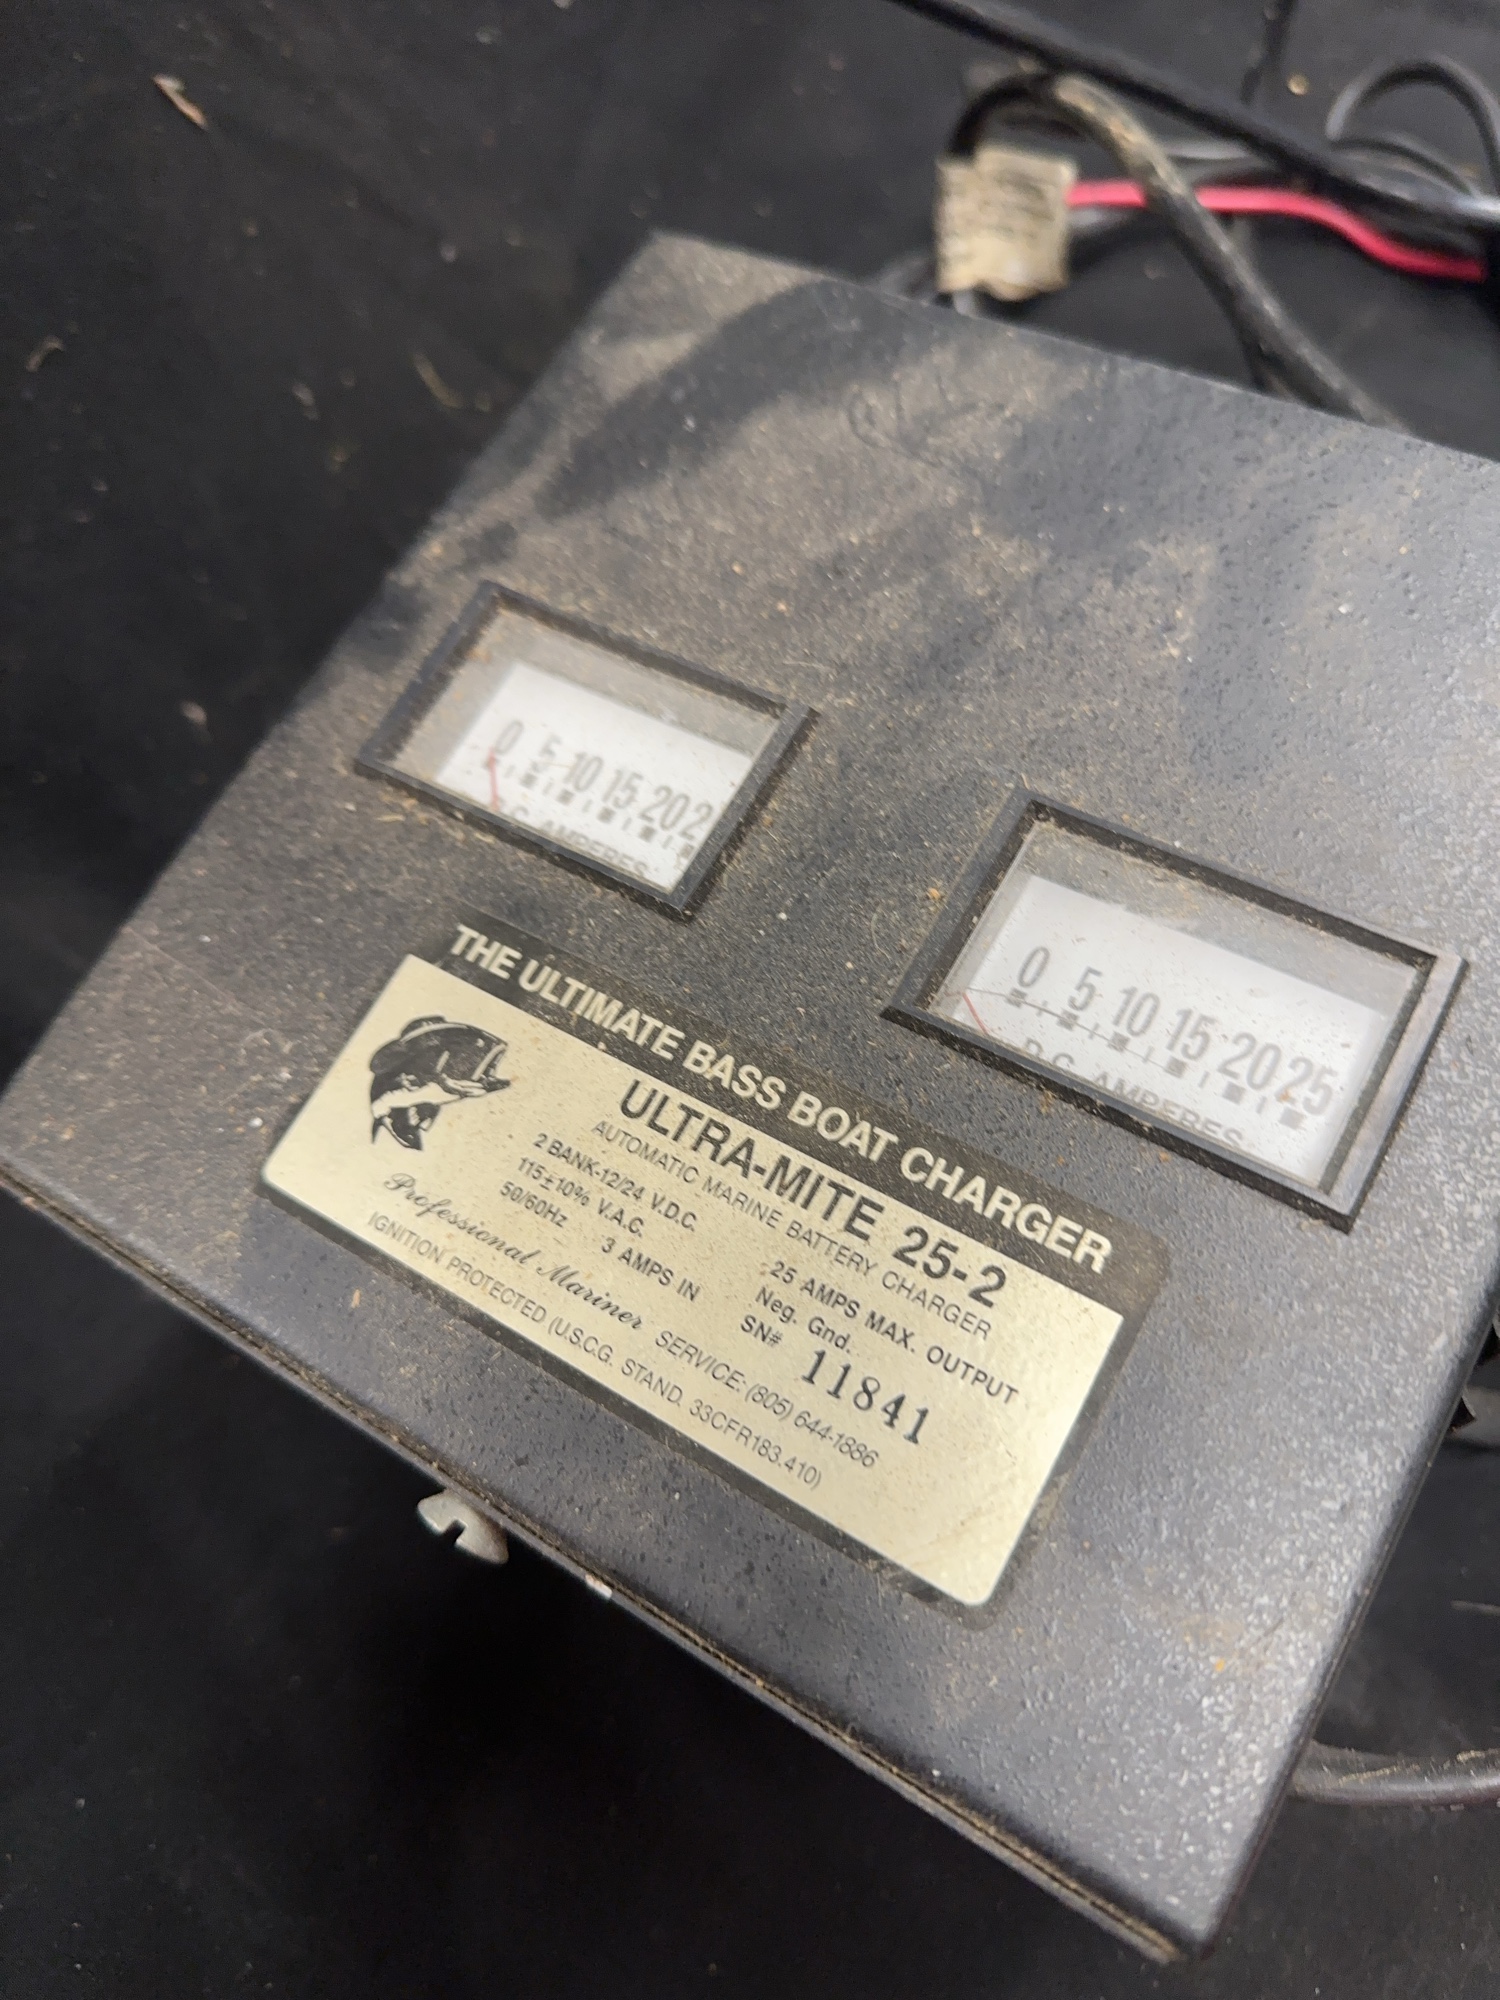 0 5 10 15 20 2
D.C. AMPERES
0 5 10 15 20 25
D.C. AMPERES
THE ULTIMATE BASS BOAT CHARGER
ULTRA-MITE 25-2
AUTOMATIC MARINE BATTERY CHARGER
2 BANK-12/24 V.D.C.
115±10% V.A.C.
50/60Hz 3 AMPS IN
25 AMPS MAX. OUTPUT
Neg. Gnd.
SN# 11841
Professional Mariner SERVICE: (805) 644-1886
IGNITION PROTECTED (U.S.C.G. STAND. 33CFR183.410)